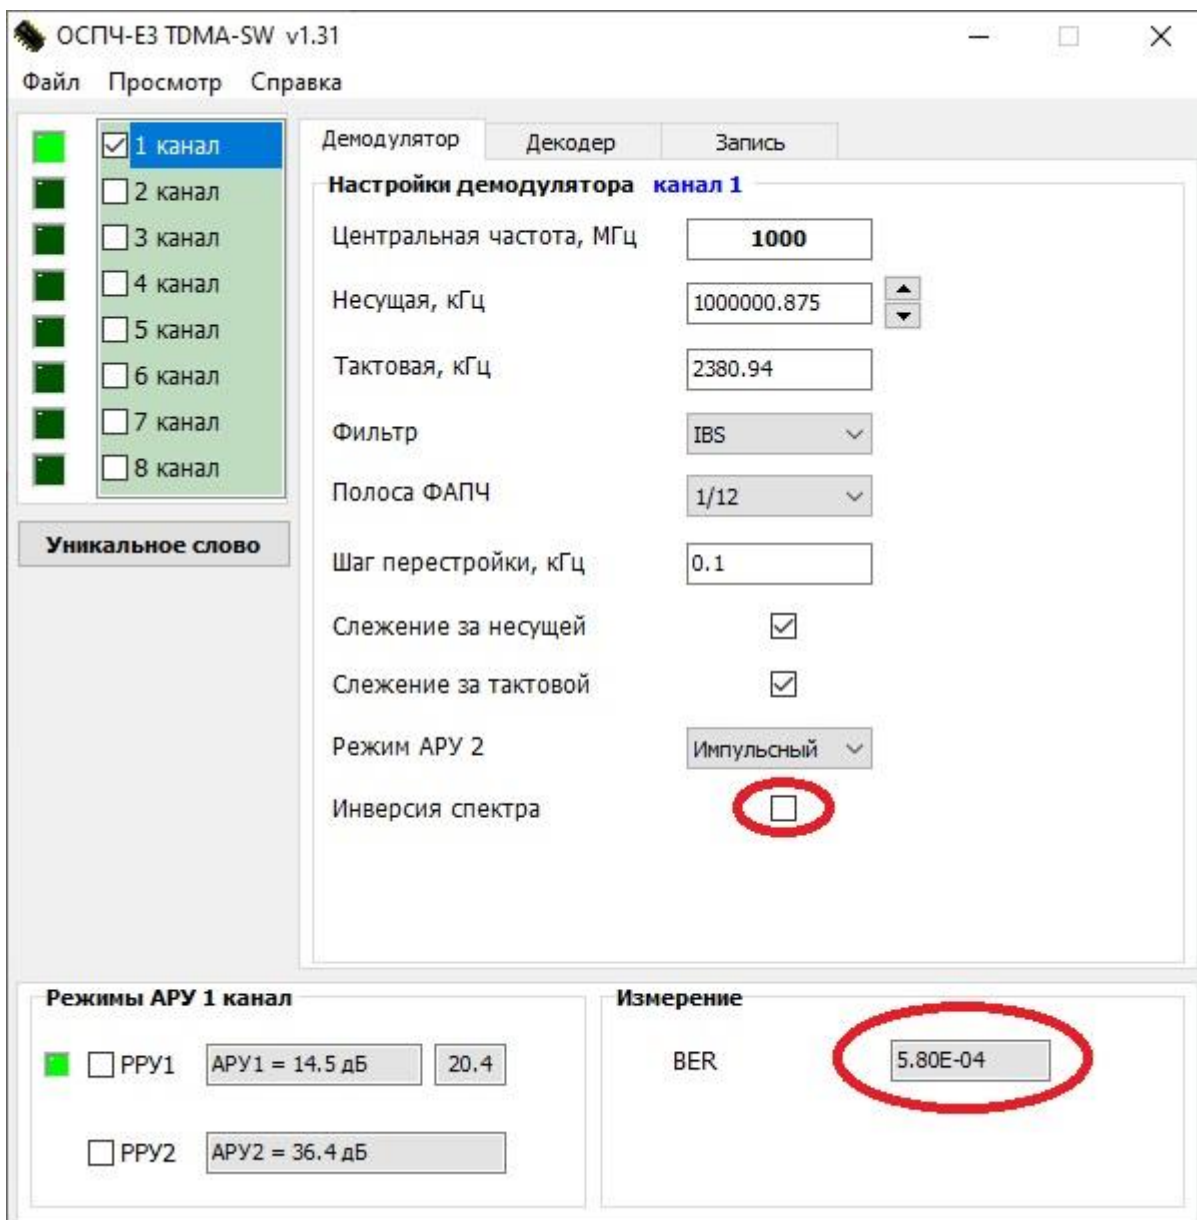 ОСПЧ-ЕЗ TDMA-SW v1.31
Файл Просмотр Справка
1 канал
2 канал
3 канал
4 канал
5 канал
6 канал
7 канал
8 канал
Уникальное слово
Демодулятор Декодер Запись
Настройки демодулятора канал 1
Центральная частота, МГц 1000
Несущая, кГц 1000000.875
Тактовая, кГц 2380.94
Фильтр IBS
Полоса ФАПЧ 1/12
Шаг перестройки, кГц 0.1
Слежение за несущей
Слежение за тактовой
Режим АРУ 2 Импульсный
Инверсия спектра
Режимы АРУ 1 канал
РРУ1 АРУ1 = 14.5 дБ 20.4
РРУ2 АРУ2 = 36.4 дБ
Измерение
BER 5.80E-04